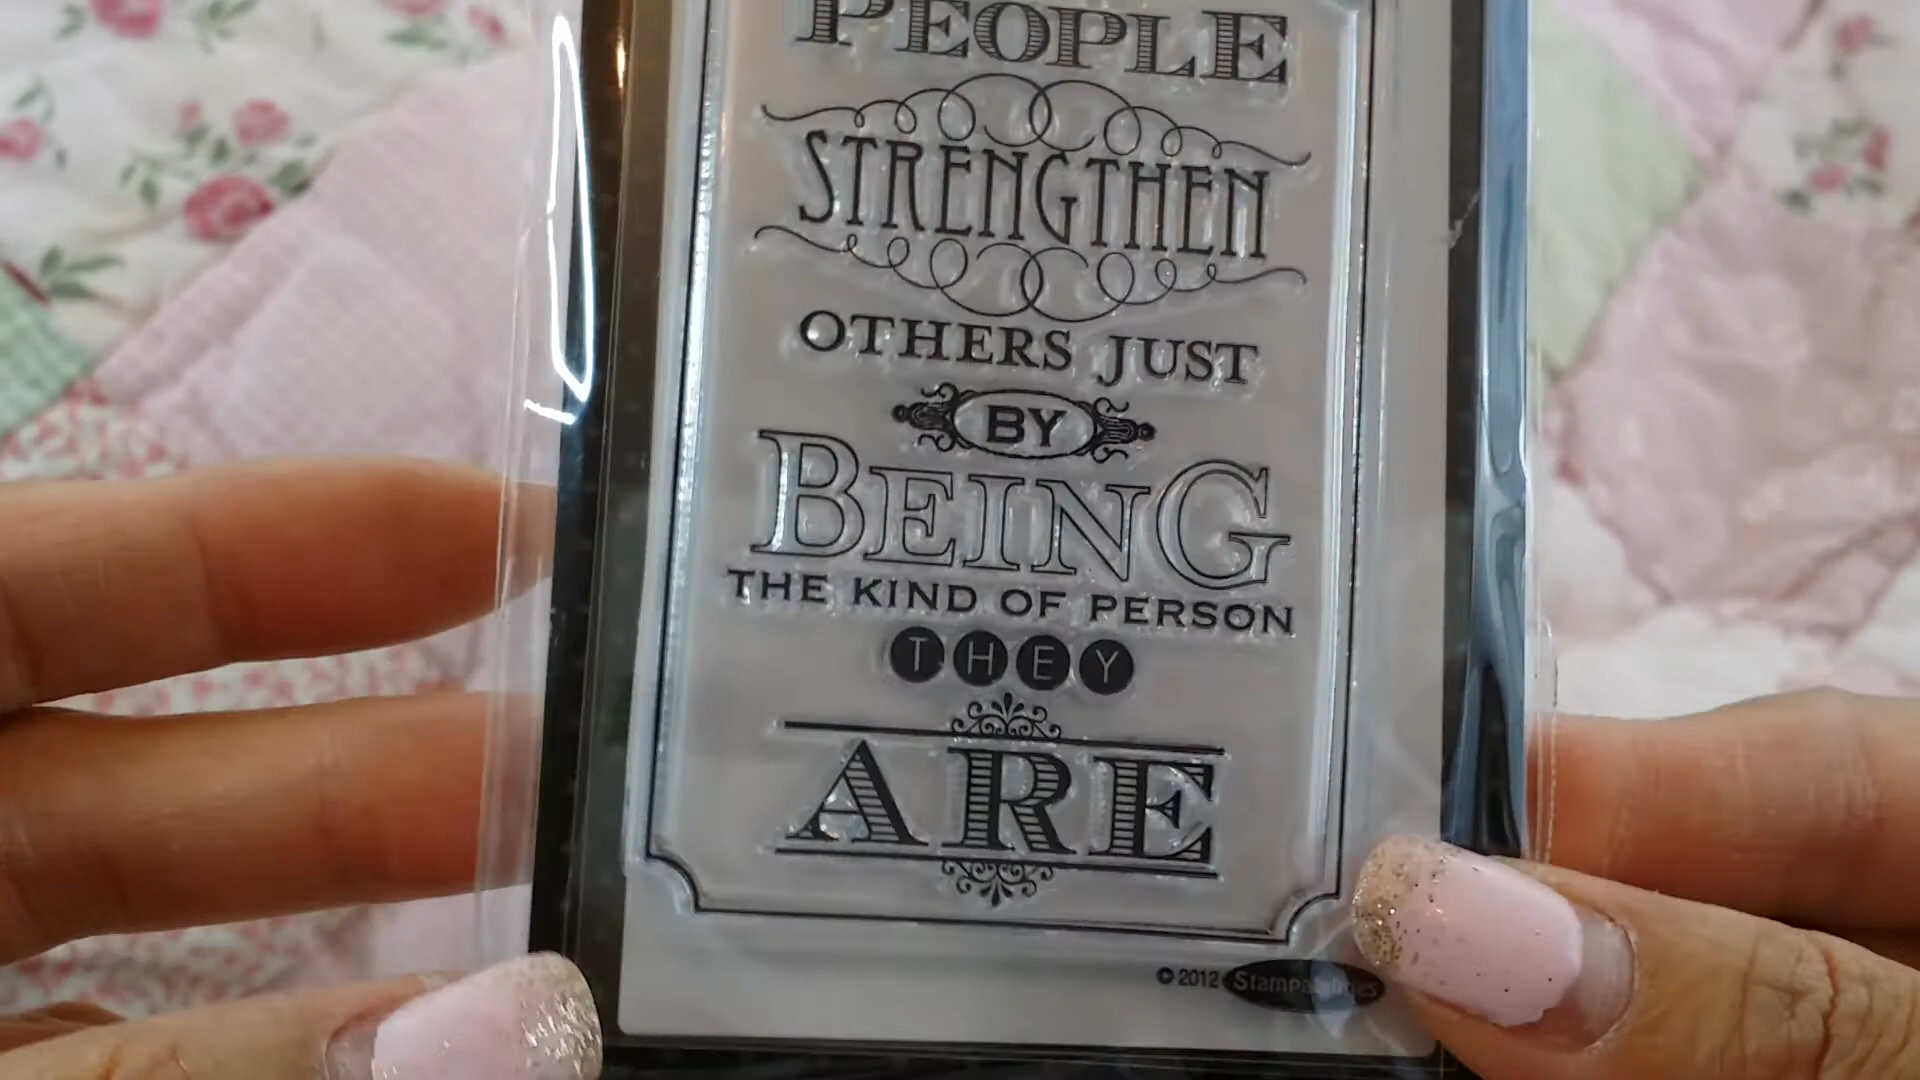 PEOPLE
STRENGTHEN
OTHERS JUST
BY
BEING
THE KIND OF PERSON
THEY
ARE
© 2012